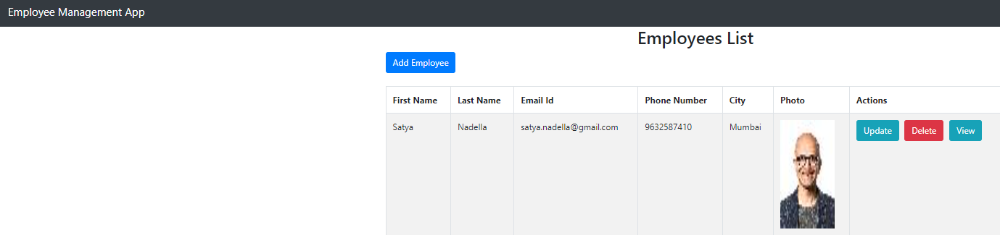 Employee Management App
Employees List
Add Employee
First Name Last Name Email Id Phone Number City Photo Actions
Satya Nadella satya.nadella@gmail.com 9632587410 Mumbai Update Delete View